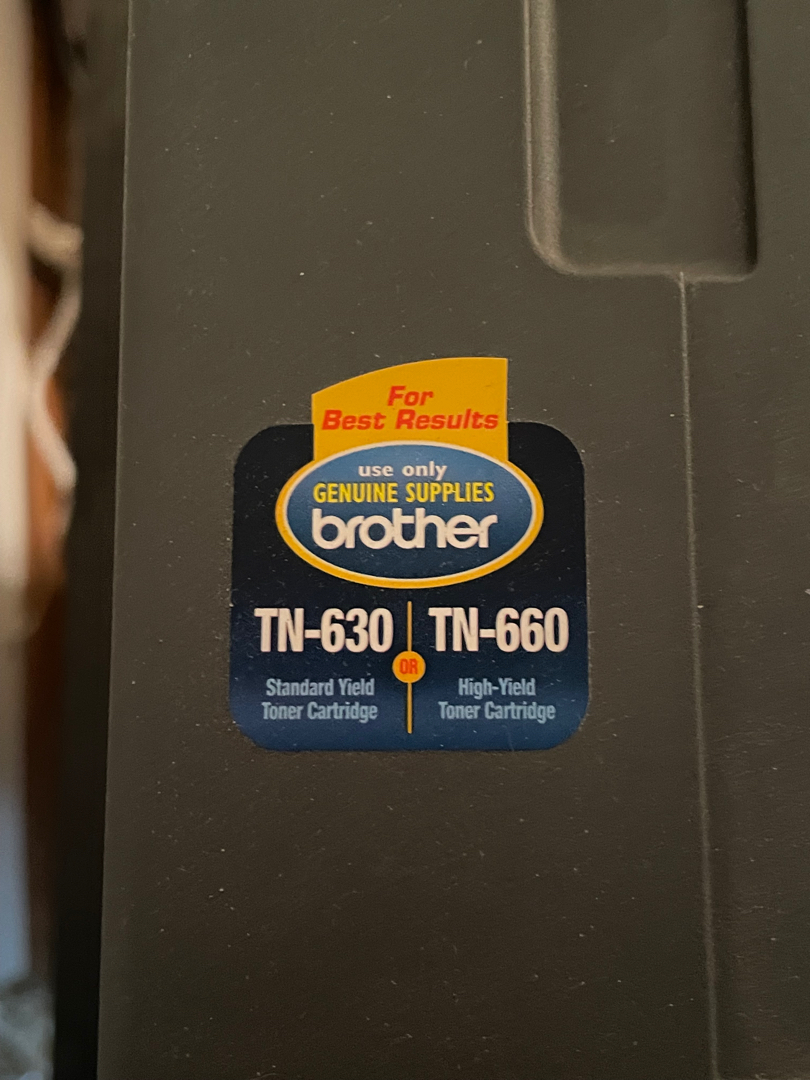 For
Best Results
use only
GENUINE SUPPLIES
brother
TN-630
OR
TN-660
Standard Yield
Toner Cartridge
High-Yield
Toner Cartridge